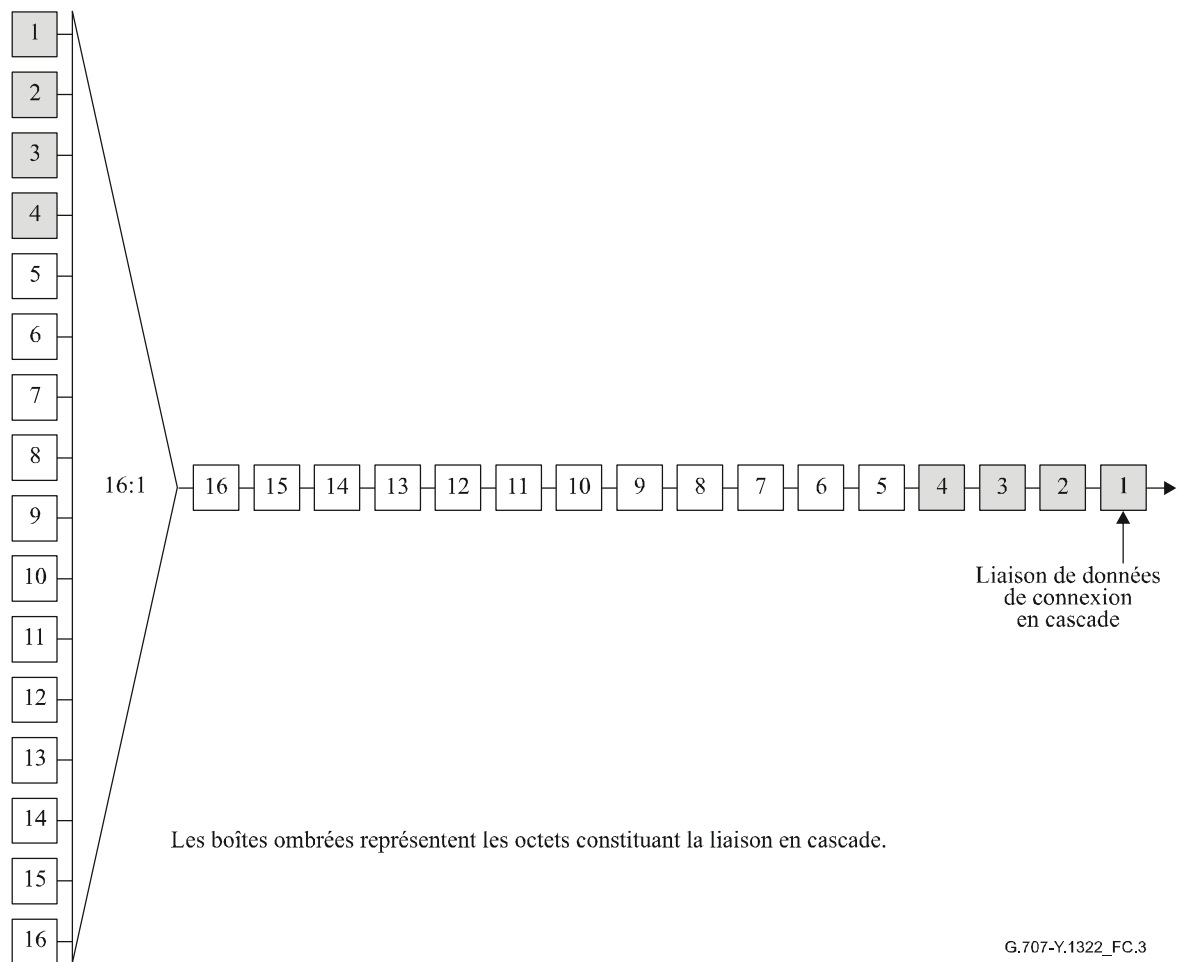 1
2
3
4
5
6
7
8
9
10
11
12
13
14
15
16
16:1
16 15 14 13 12 11 10 9 8 7 6 5 4 3 2 1
Liaison de données
de connexion
en cascade
Les boîtes ombrées représentent les octets constituant la liaison en cascade.
G.707-Y.1322_FC.3